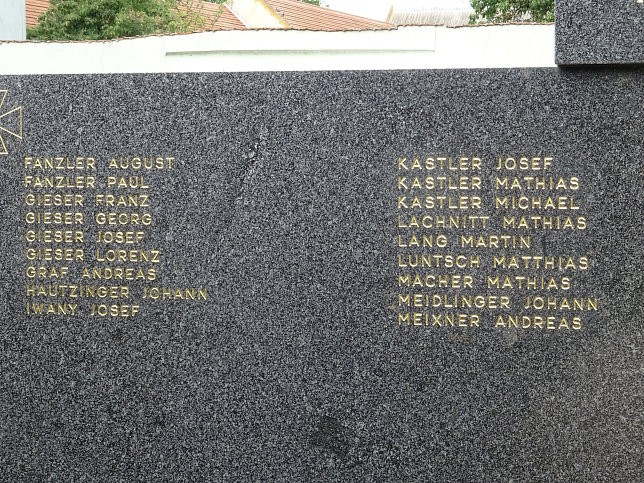 FANZLER AUGUST
FANZLER PAUL
GIESER FRANZ
GIESER GEORG
GIESER JOSEF
GIESER LORENZ
GRAF ANDREAS
HAUTZINGER JOHANN
IWANY JOSEF
KASTLER JOSEF
KASTLER MATHIAS
KASTLER MICHAEL
LACHNITT MATHIAS
LANG MARTIN
LUNTSCH MATTHIAS
MACHER MATHIAS
MEIDLINGER JOHANN
MEIXNER ANDREAS